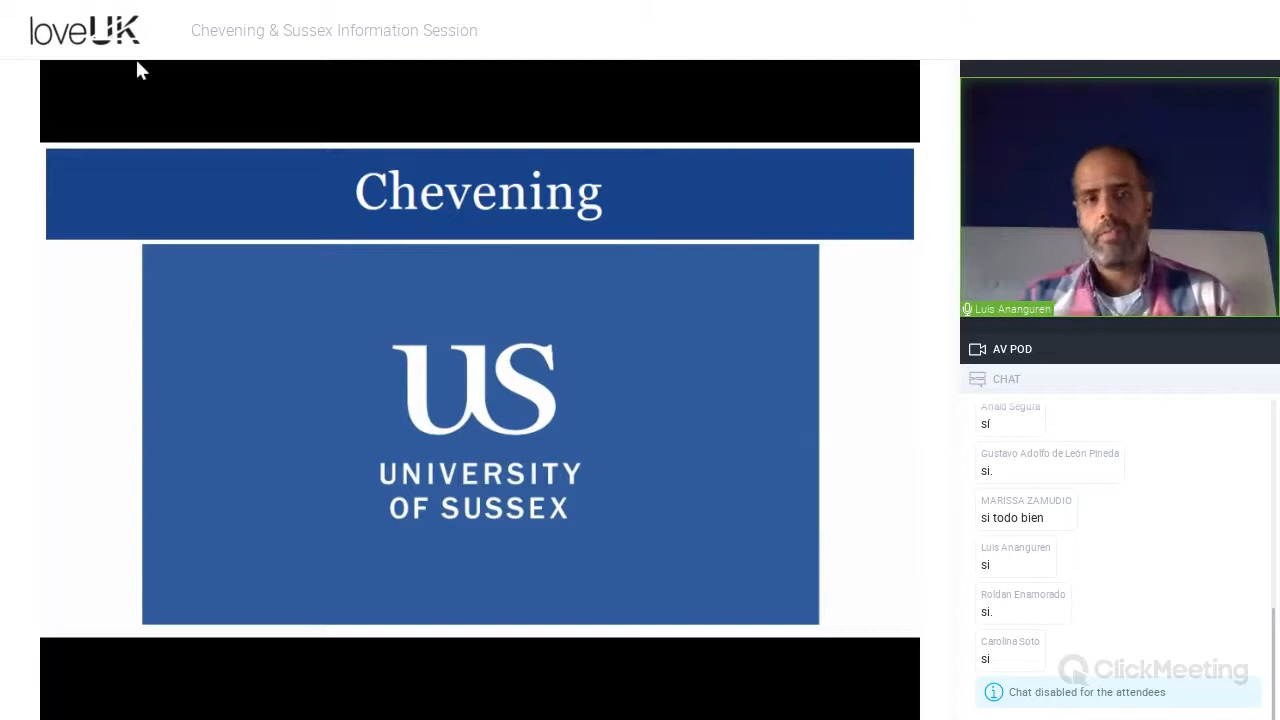 loveUK
Chevening & Sussex Information Session
Chevening
US
UNIVERSITY
OF SUSSEX
Luis Ananguren
AV POD
CHAT
Anaid Segura
sí
Gustavo Adolfo de León Pineda
si.
MARISSA ZAMUDIO
si todo bien
Luis Ananguren
si
Roldan Enamorado
si.
Carolina Soto
si
ClickMeeting
Chat disabled for the attendees